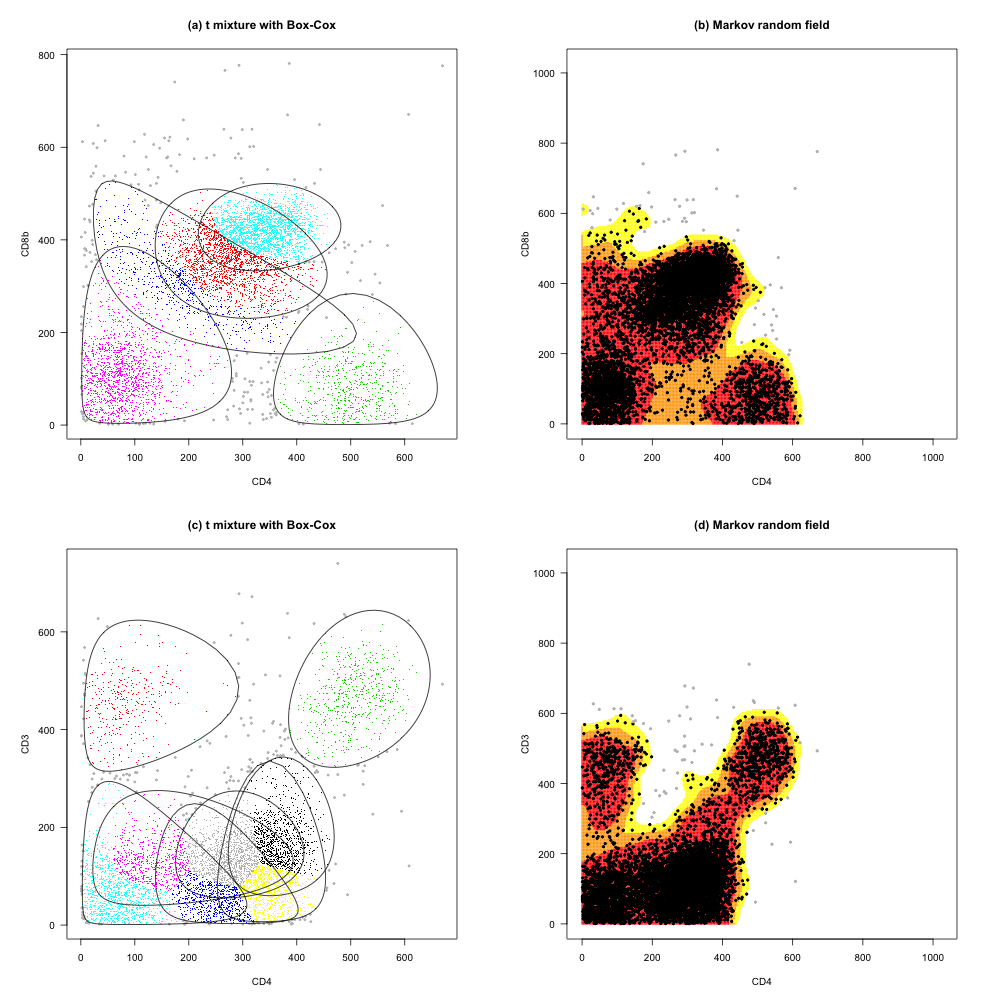 (a) t mixture with Box-Cox
CD8b
800
600
400
200
0
0 100 200 300 400 500 600
CD4
(b) Markov random field
CD8b
1000
800
600
400
200
0
0 200 400 600 800 1000
CD4
(c) t mixture with Box-Cox
CD3
600
400
200
0
0 100 200 300 400 500 600
CD4
(d) Markov random field
CD3
1000
800
600
400
200
0
0 200 400 600 800 1000
CD4